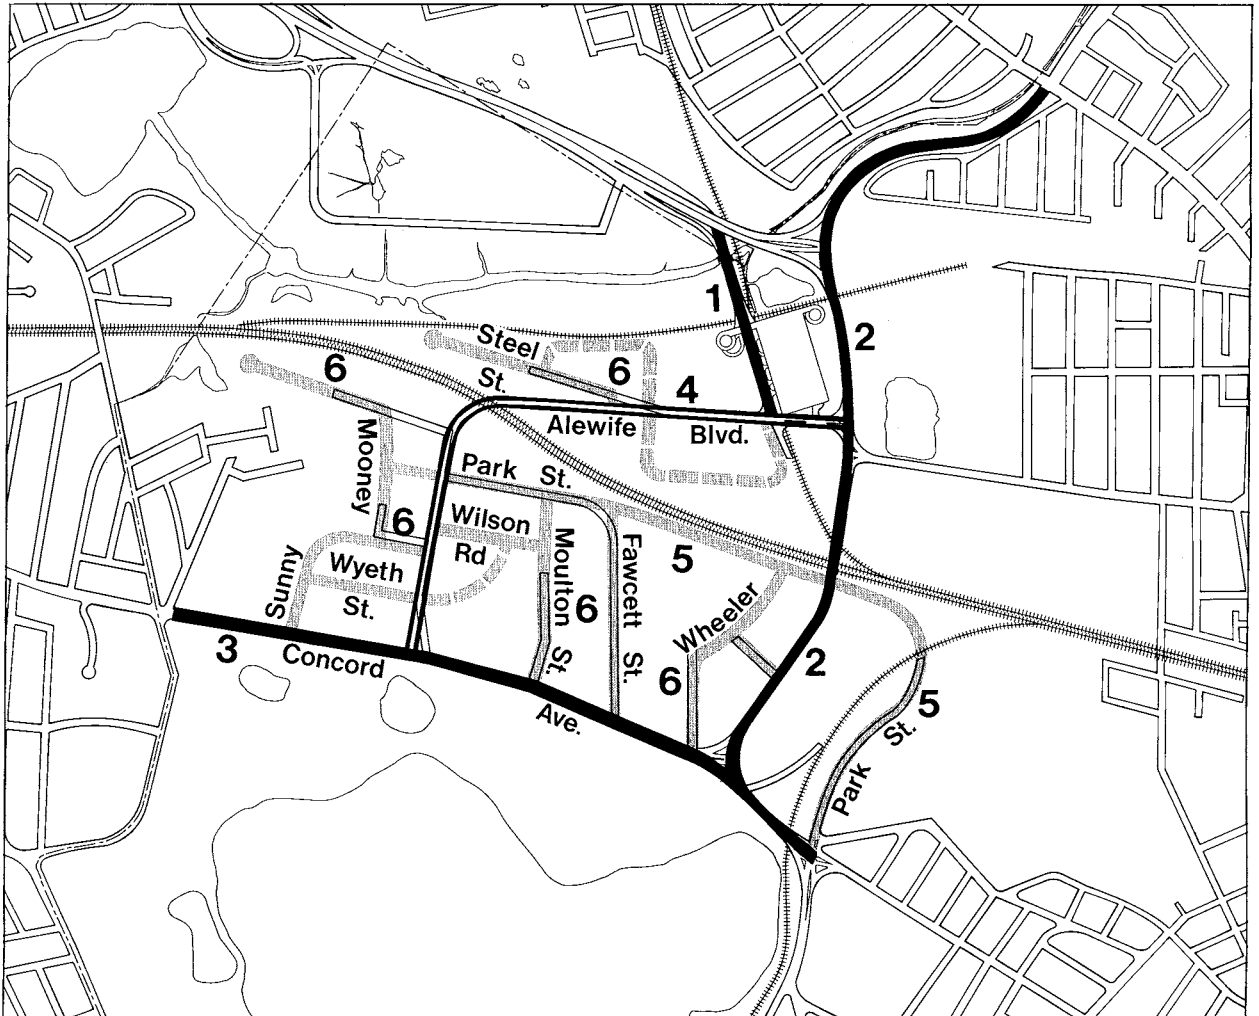 1
2
Steel
St.
6
6
4
Alewife
Blvd.
Mooney
Park St.
6
Wilson
Rd
Moulton
St.
Fawcett
St.
5
Sunny
Wyeth
St.
6
Wheeler
6
2
3
Concord
Ave.
5
Park St.